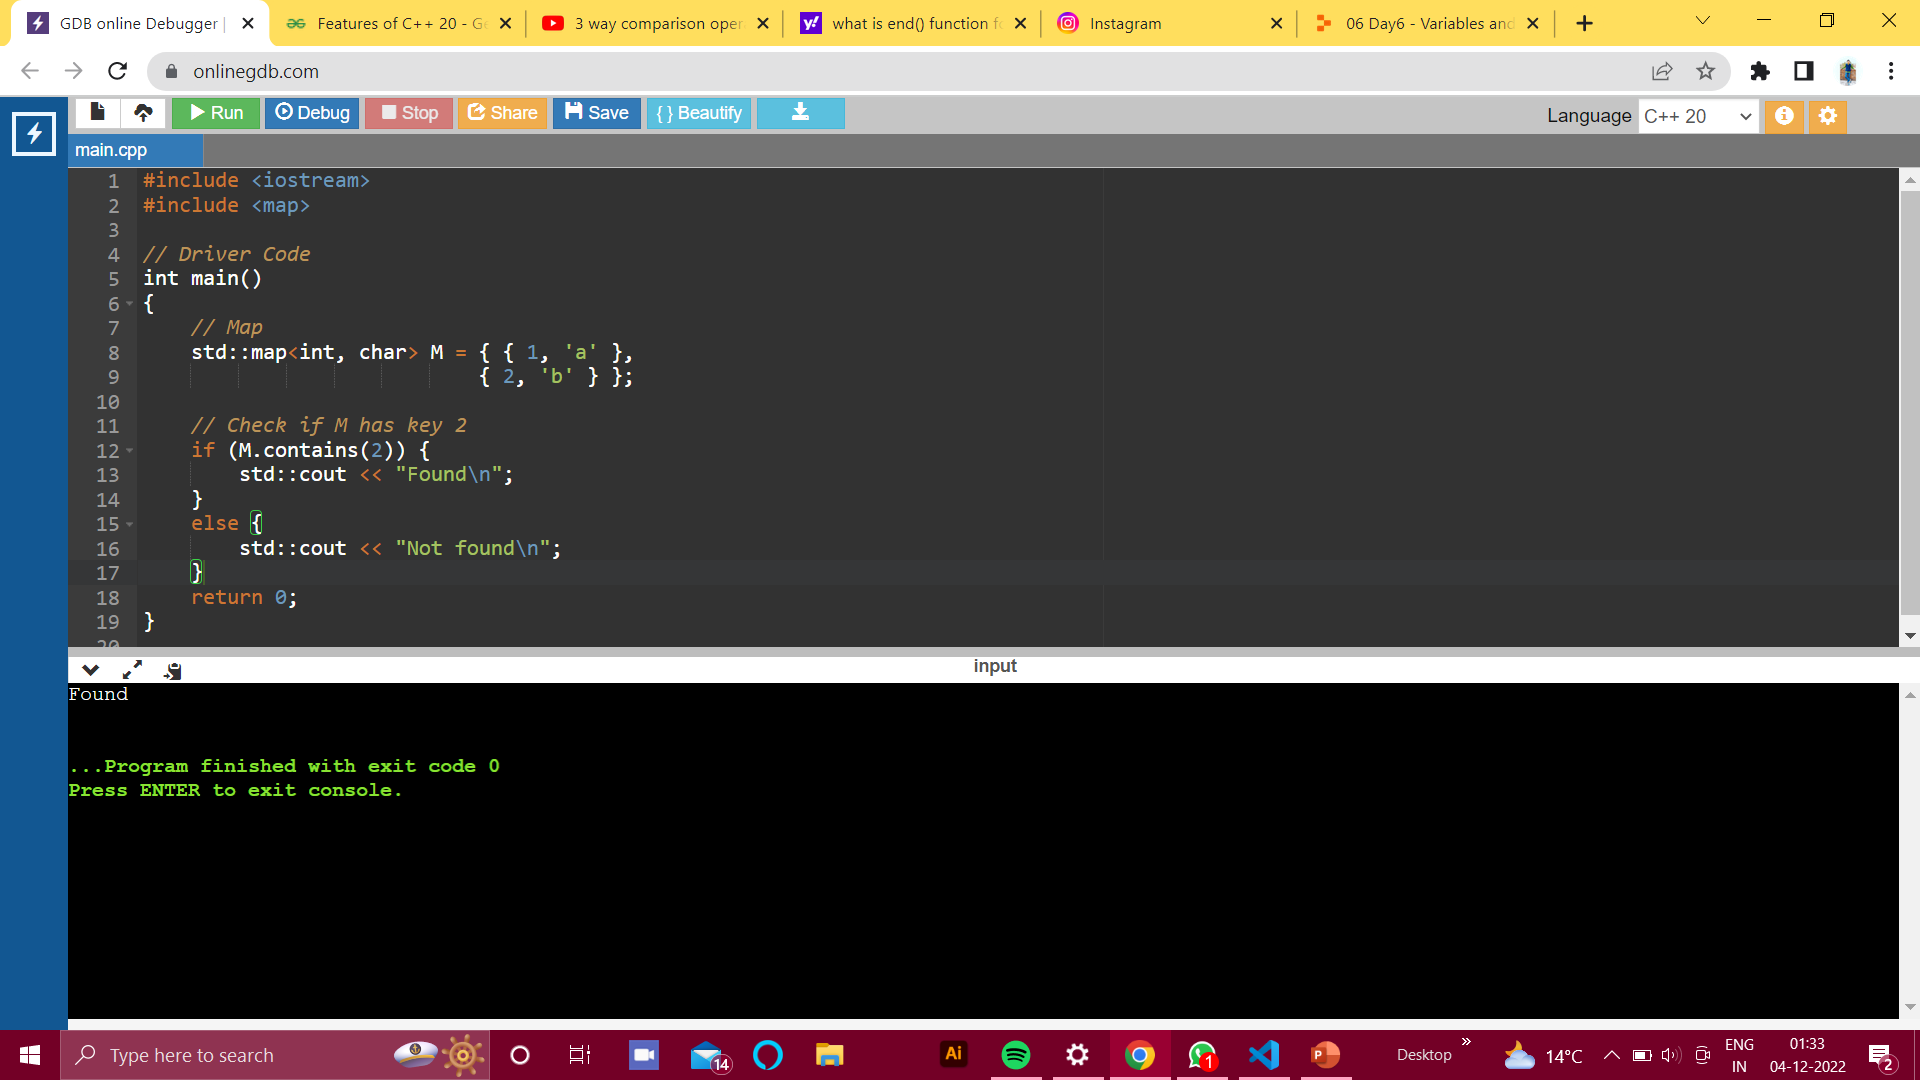 GDB online Debugger |
Features of C++ 20 - Ge
3 way comparison oper
what is end() function fo
Instagram
06 Day6 - Variables and
onlinegdb.com
Run
Debug
Stop
Share
Save
{ } Beautify
Language
C++ 20
main.cpp
1 #include <iostream>
2 #include <map>
3
4 // Driver Code
5 int main()
6 {
7 // Map
8 std::map<int, char> M = { { 1, 'a' },
9 { 2, 'b' } };
10
11 // Check if M has key 2
12 if (M.contains(2)) {
13 std::cout << "Found\n";
14 }
15 else {
16 std::cout << "Not found\n";
17 }
18 return 0;
19 }
20
input
Found
...Program finished with exit code 0
Press ENTER to exit console.
Type here to search
14
Ai
1
P
Desktop
14°C
ENG
IN
01:33
04-12-2022
2